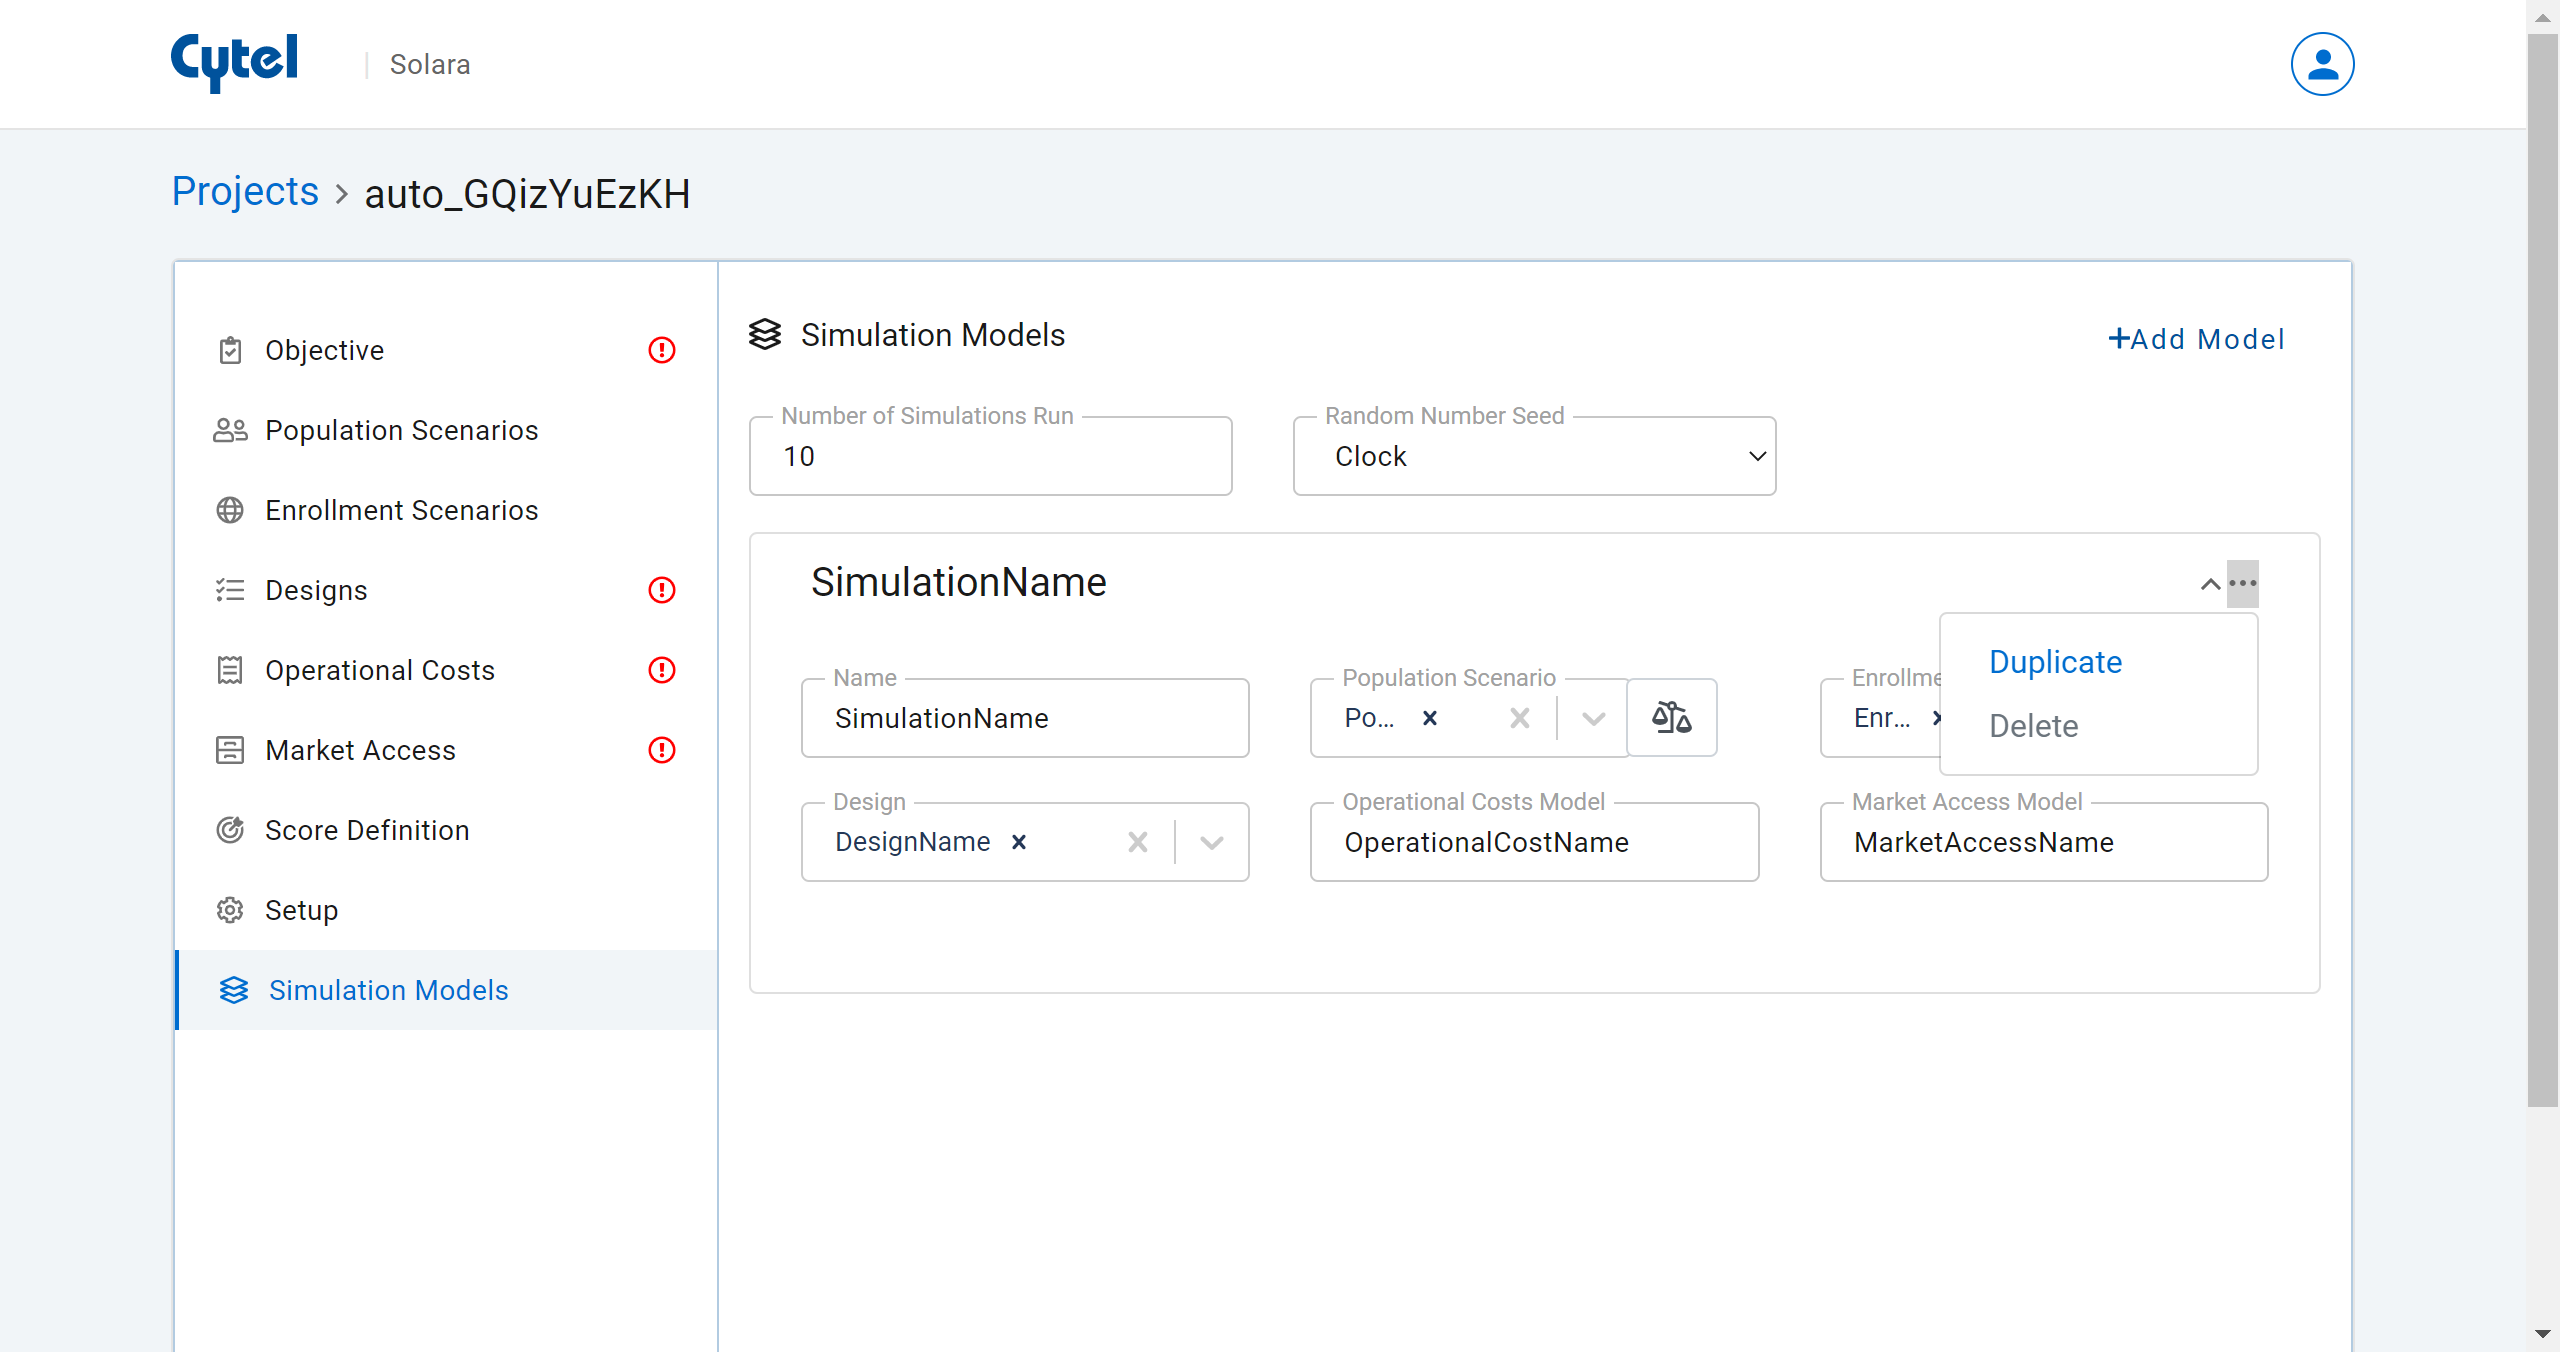 Cytel | Solara
Projects > auto_GQizYuEzKH
Objective
Population Scenarios
Enrollment Scenarios
Designs
Operational Costs
Market Access
Score Definition
Setup
Simulation Models
Simulation Models
+Add Model
Number of Simulations Run
10
Random Number Seed
Clock
SimulationName
Duplicate
Delete
Name
SimulationName
Population Scenario
Po...
Enrollme
Enr...
Design
DesignName
Operational Costs Model
OperationalCostName
Market Access Model
MarketAccessName